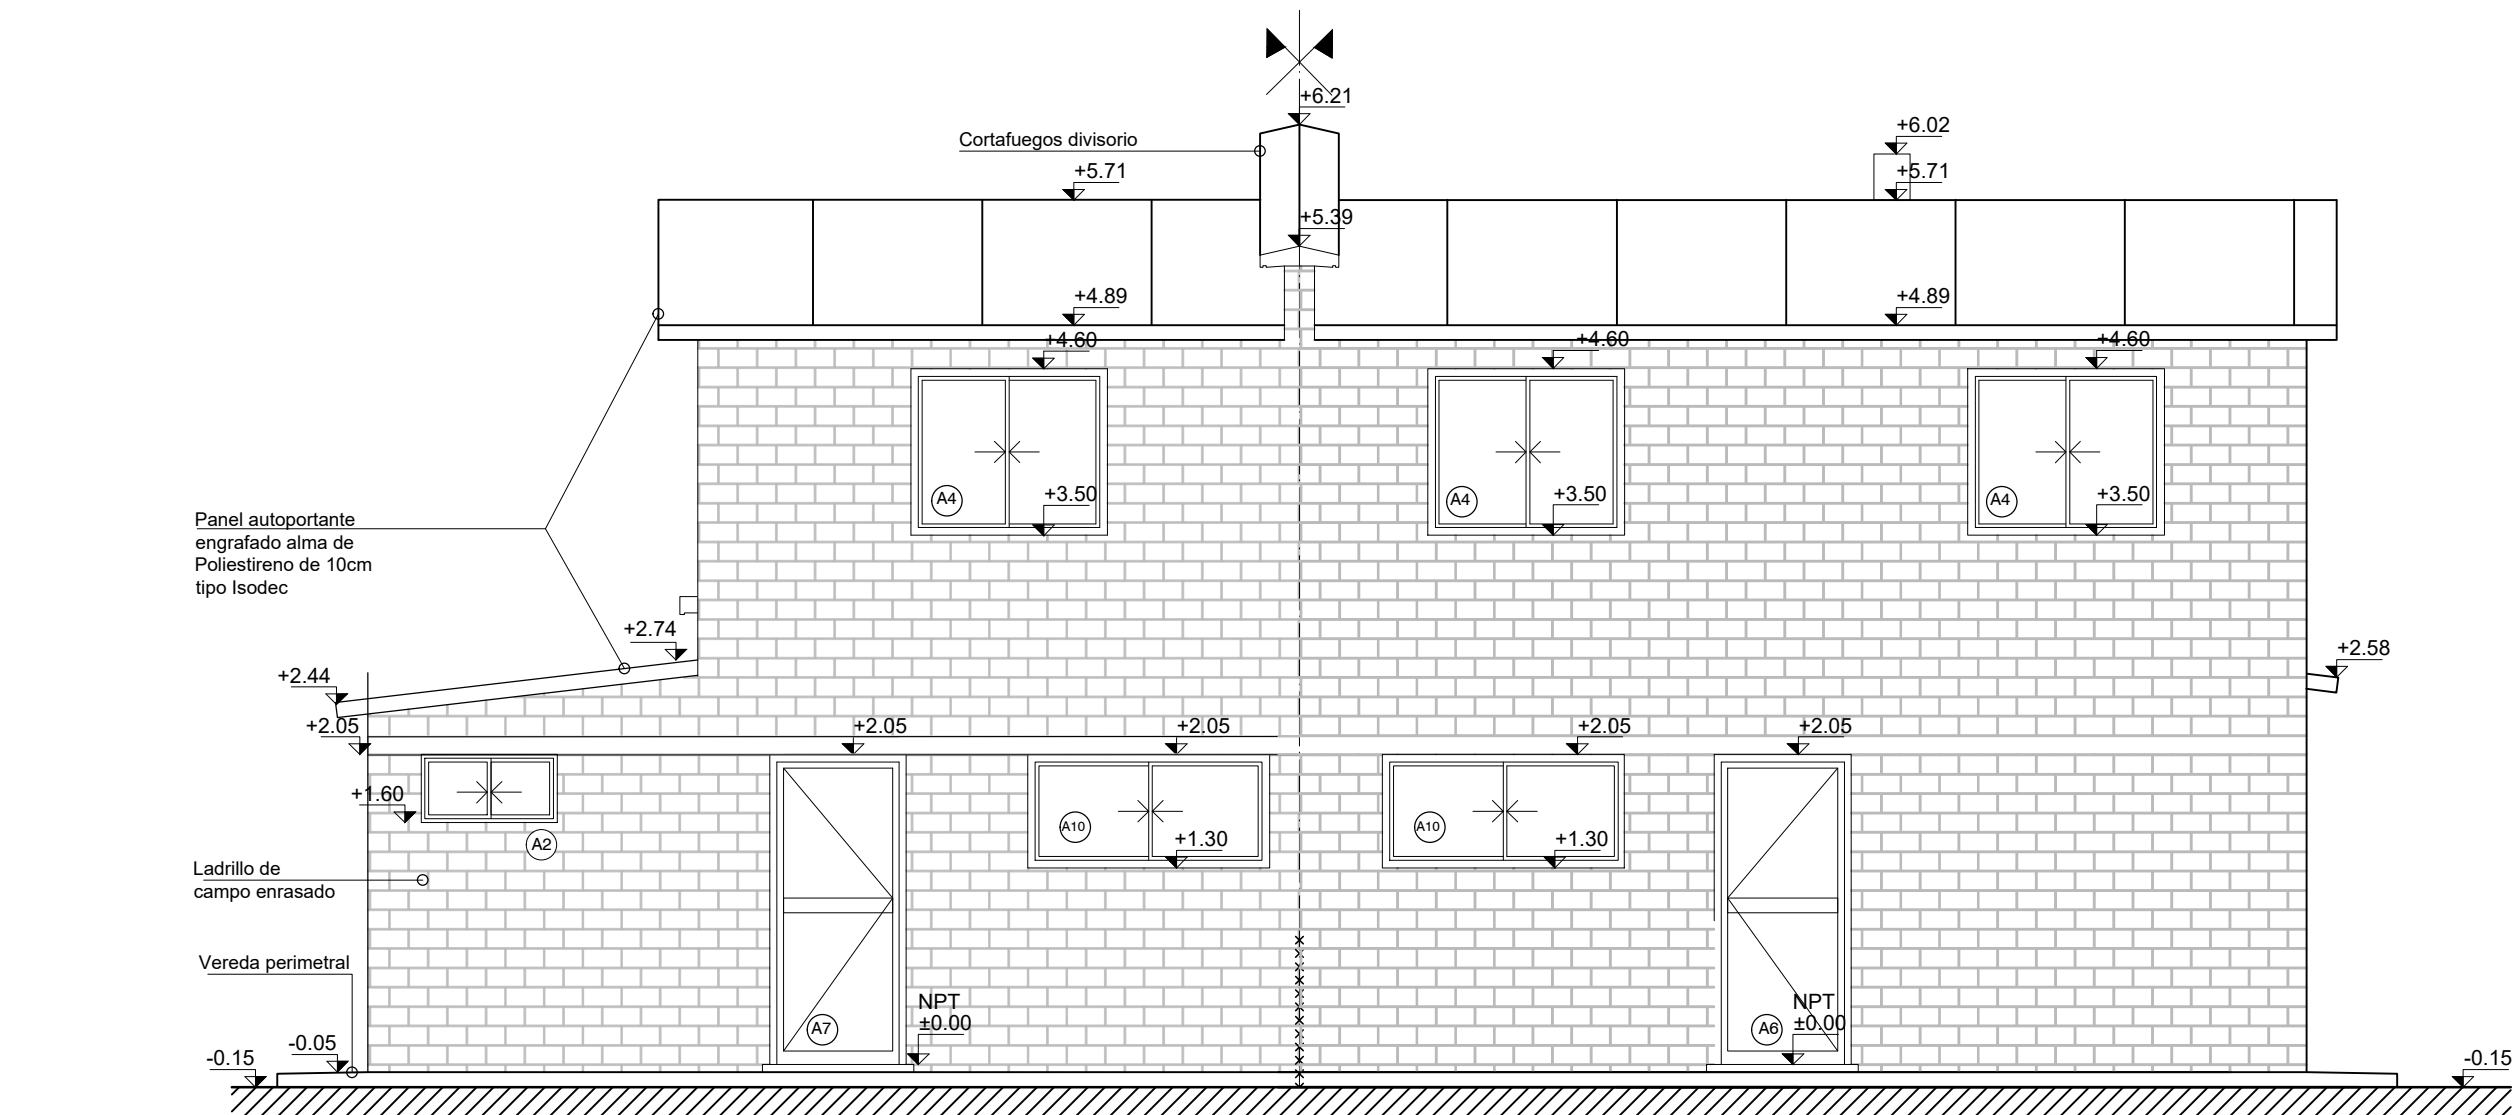 +6.21
+6.02
Cortafuegos divisorio
+5.71
+5.71
+5.39
+4.89
+4.89
+4.60
+4.60
+4.60
A4
+3.50
A4
+3.50
A4
+3.50
Panel autoportante
engrafado alma de
Poliestireno de 10cm
tipo Isodec
+2.74
+2.58
+2.44
+2.05
+2.05
+2.05
+2.05
+2.05
+1.60
A10
A10
+1.30
+1.30
A2
Ladrillo de
campo enrasado
Vereda perimetral
NPT
±0.00
NPT
±0.00
A7
A6
-0.05
-0.15
-0.15